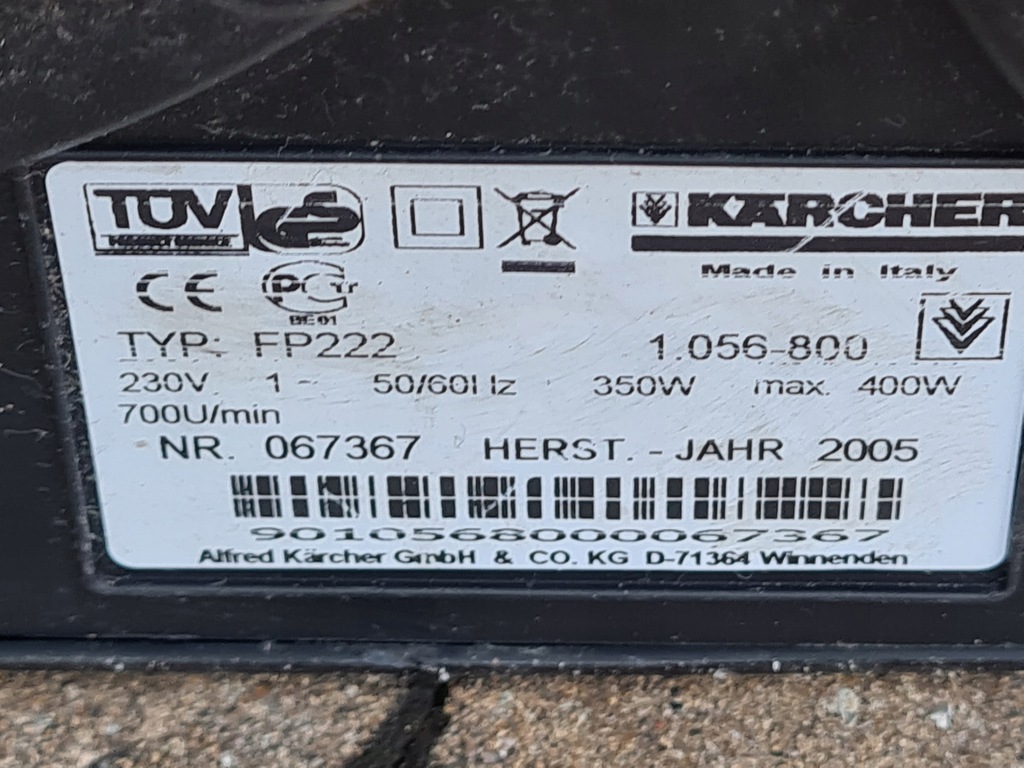 TÜV
GS
KÄRCHER
Made in Italy
CE
BE01
TYP: FP222 1.056-800
230V 1~ 50/60Hz 350W max. 400W
700U/min
NR. 067367 HERST.-JAHR 2005
9010568000067367
Alfred Kärcher GmbH & CO. KG D-71364 Winnenden